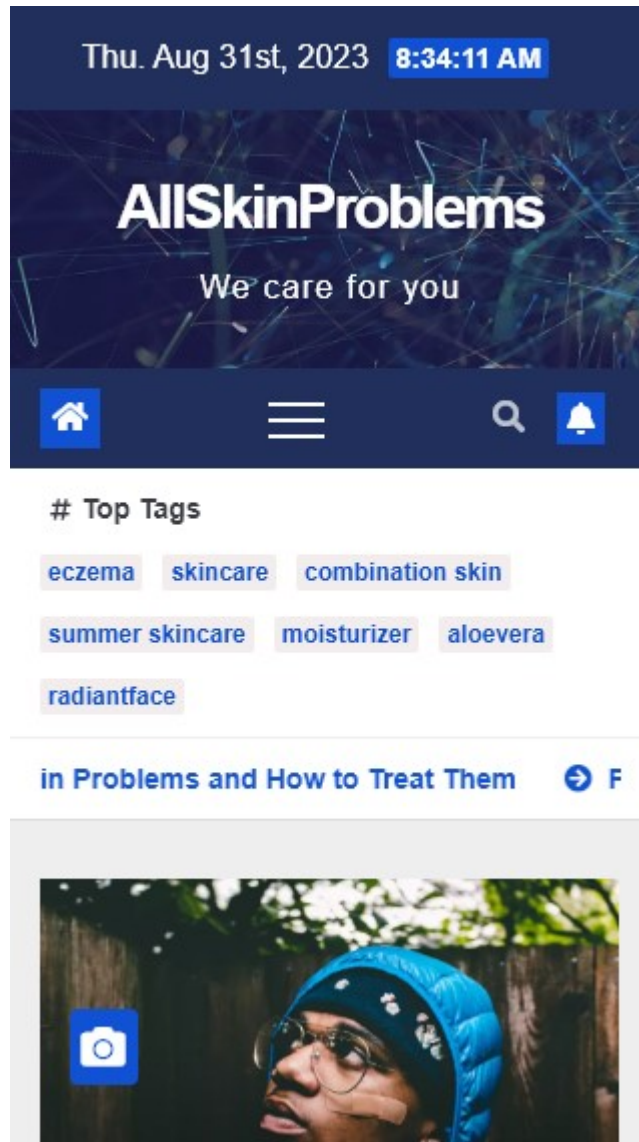 Thu. Aug 31st, 2023 8:34:11 AM
AllSkinProblems
We care for you
# Top Tags
eczema skincare combination skin
summer skincare moisturizer aloevera
radiantface
in Problems and How to Treat Them F